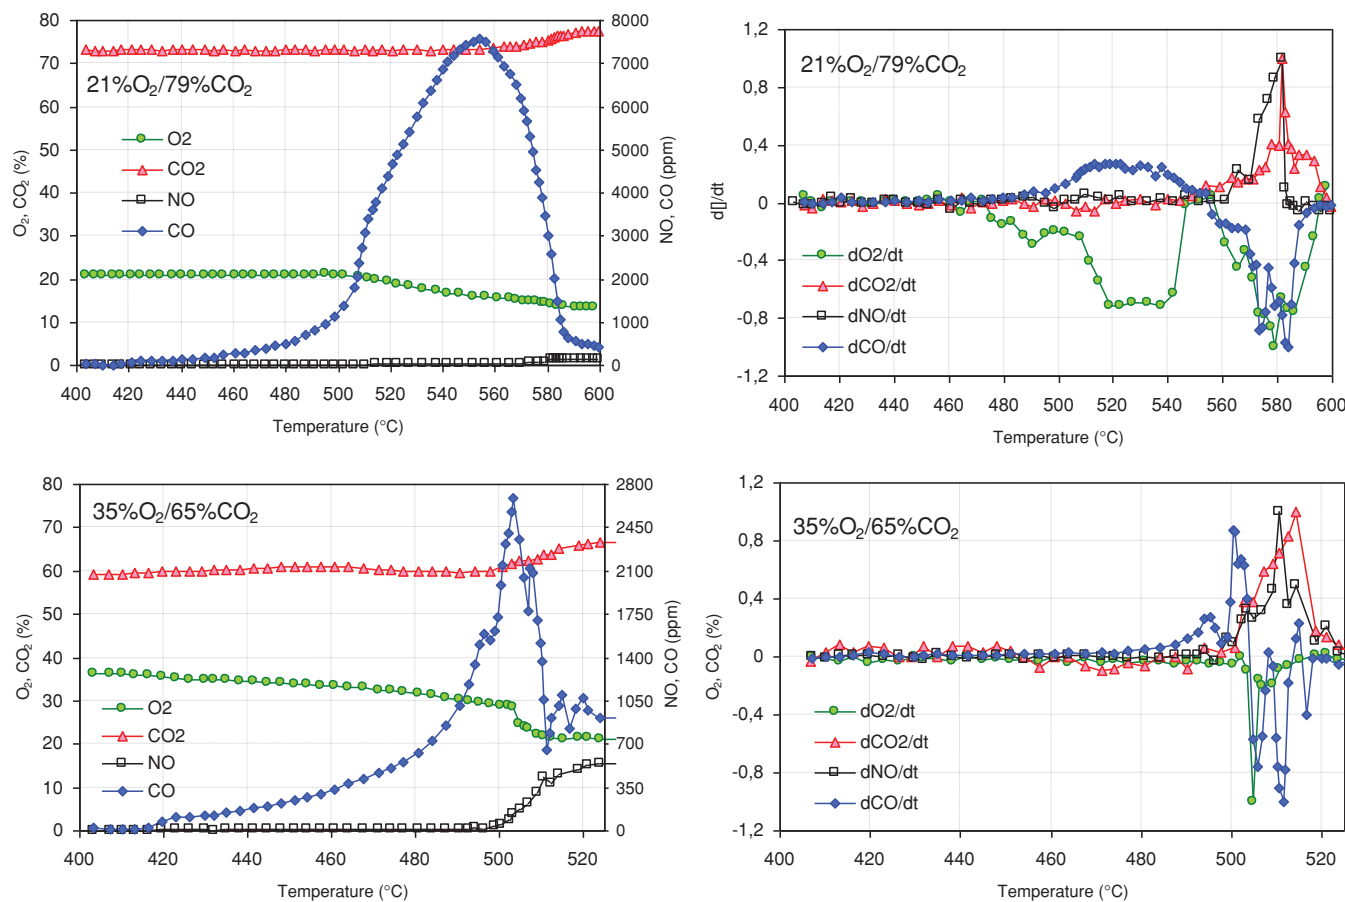 80
70
60
50
40
30
20
10
0
O₂, CO₂ (%)
21%O₂/79%CO₂
O2
CO2
NO
CO
8000
7000
6000
5000
4000
3000
2000
1000
0
NO, CO (ppm)
400 420 440 460 480 500 520 540 560 580 600
Temperature (°C)
1,2
0,8
0,4
0
-0,4
-0,8
-1,2
d[]/dt
21%O₂/79%CO₂
dO2/dt
dCO2/dt
dNO/dt
dCO/dt
400 420 440 460 480 500 520 540 560 580 600
Temperature (°C)
80
70
60
50
40
30
20
10
0
O₂, CO₂ (%)
35%O₂/65%CO₂
O2
CO2
NO
CO
2800
2450
2100
1750
1400
1050
700
350
0
NO, CO (ppm)
400 420 440 460 480 500 520
Temperature (°C)
1,2
0,8
0,4
0
-0,4
-0,8
-1,2
O₂, CO₂ (%)
35%O₂/65%CO₂
dO2/dt
dCO2/dt
dNO/dt
dCO/dt
400 420 440 460 480 500 520
Temperature (°C)